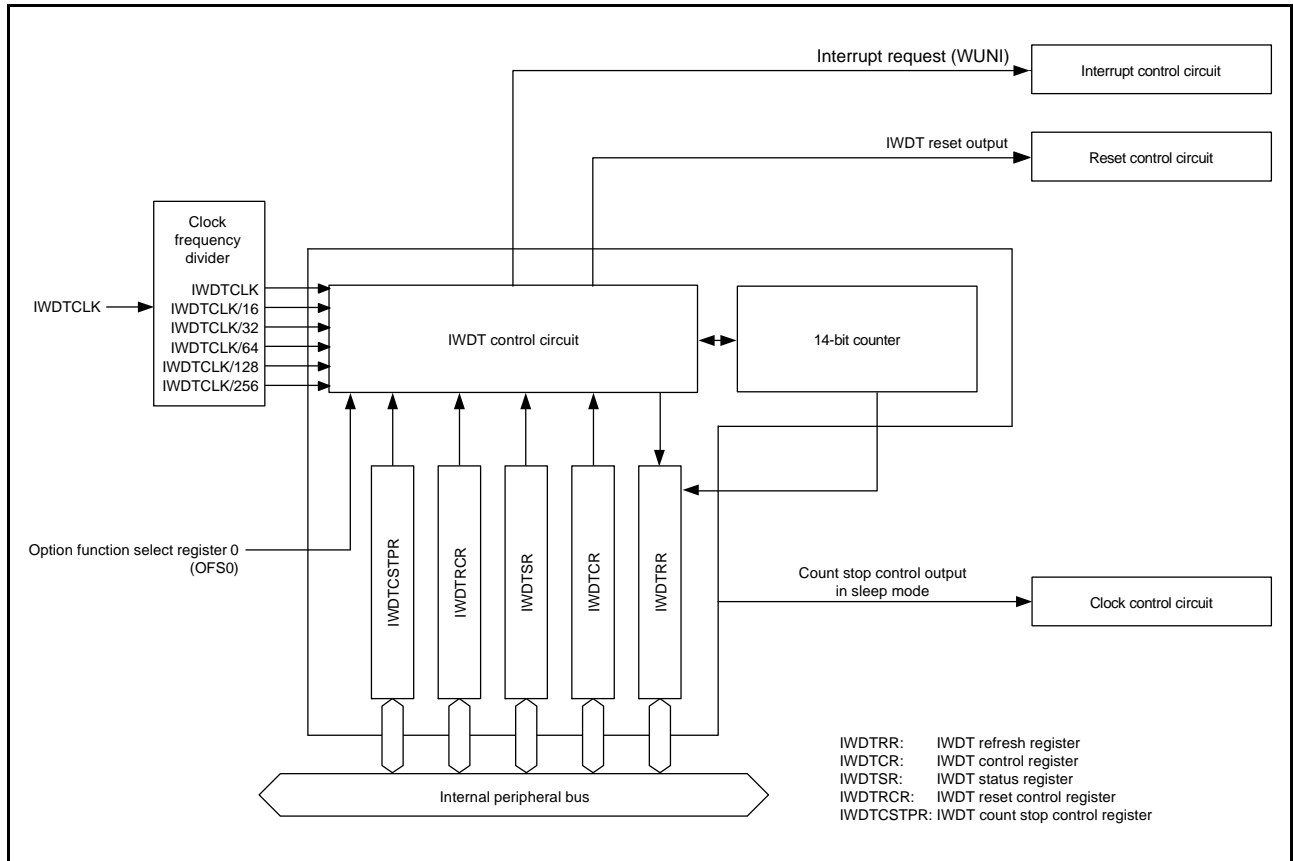 Interrupt request (WUNI)
Interrupt control circuit
IWDT reset output
Reset control circuit
Clock
frequency
divider
IWDTCLK
IWDTCLK
IWDTCLK/16
IWDTCLK/32
IWDTCLK/64
IWDTCLK/128
IWDTCLK/256
IWDT control circuit
14-bit counter
Option function select register 0
(OFS0)
IWDTCSTPR
IWDTRCR
IWDTSR
IWDTCR
IWDTRR
Count stop control output
in sleep mode
Clock control circuit
Internal peripheral bus
IWDTRR: IWDT refresh register
IWDTCR: IWDT control register
IWDTSR: IWDT status register
IWDTRCR: IWDT reset control register
IWDTCSTPR: IWDT count stop control register